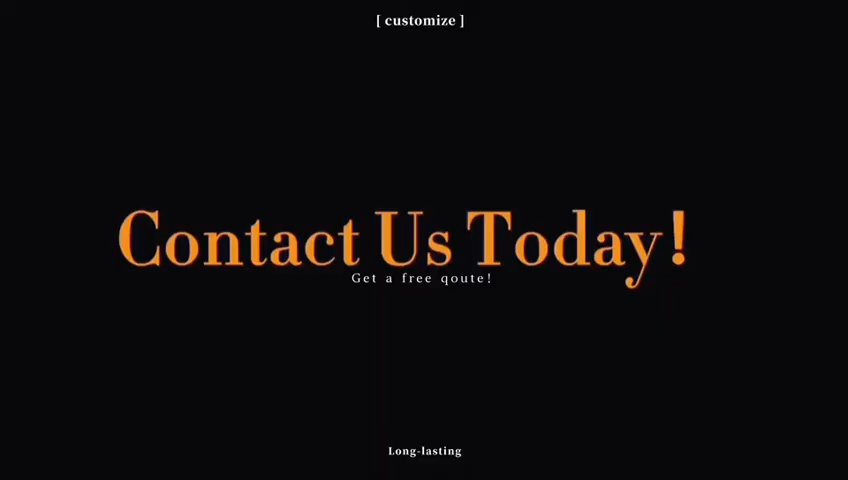 [ customize ]
Contact Us Today!
Get a free qoute!
Long-lasting